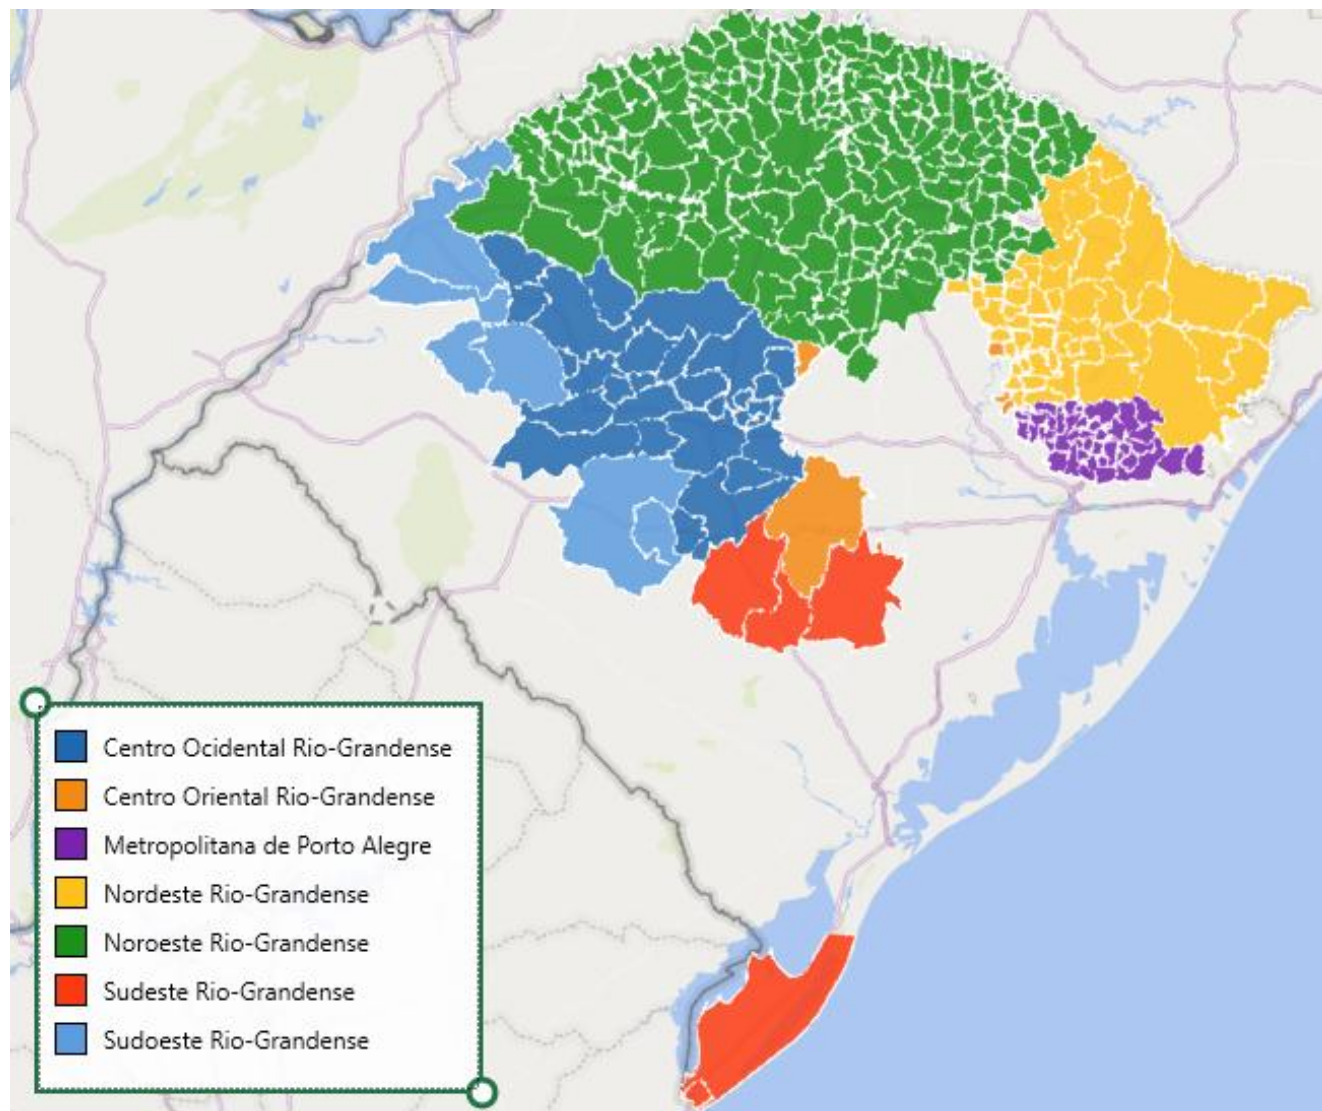 Centro Ocidental Rio-Grandense
Centro Oriental Rio-Grandense
Metropolitana de Porto Alegre
Nordeste Rio-Grandense
Noroeste Rio-Grandense
Sudeste Rio-Grandense
Sudoeste Rio-Grandense